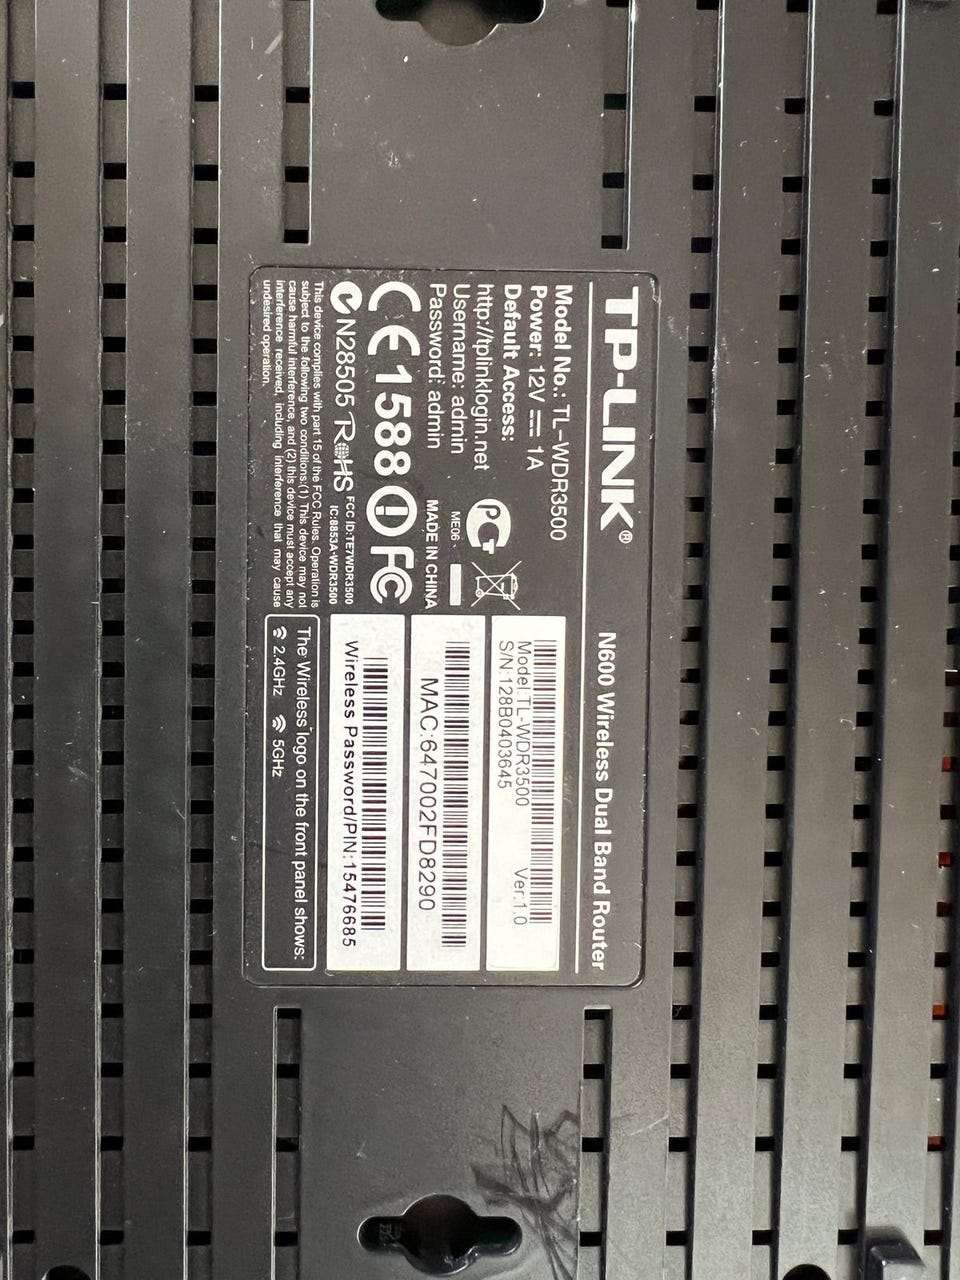 TP-LINK®
N600 Wireless Dual Band Router
Model No.: TL-WDR3500
Power: 12V⎓1A
Default Access:
http://tplinklogin.net
Username: admin
Password: admin
PCT
ME06
MADE IN CHINA
CE1588 FC
N28505 RoHS
FCC ID:TE7WDR3500
IC:8853A-WDR3500
This device complies with part 15 of the FCC Rules. Operation is
subject to the following two conditions:(1) This device may not
cause harmful interference, and (2) this device must accept any
interference received, including interference that may cause
undesired operation.
Model:TL-WDR3500 Ver:1.0
S/N:128B0403645
MAC:647002FD8290
Wireless Password/PIN:15476685
The Wireless logo on the front panel shows:
2.4GHz 5GHz